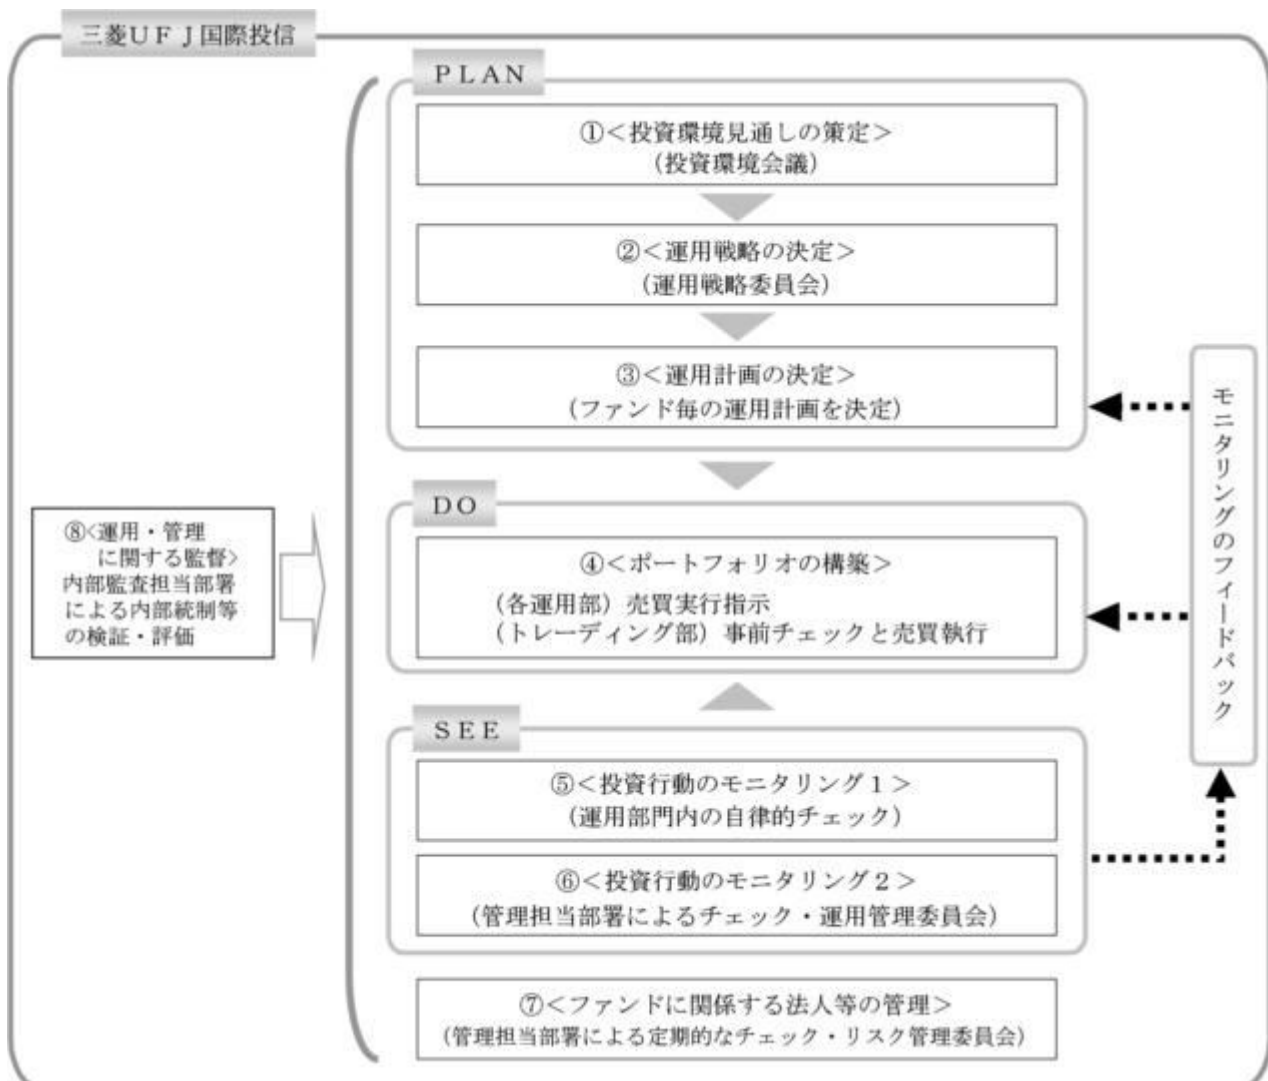 三菱UFJ国際投信
PLAN
①<投資環境見通しの策定>
(投資環境会議)
②<運用戦略の決定>
(運用戦略委員会)
③<運用計画の決定>
(ファンド毎の運用計画を決定)
DO
④<ポートフォリオの構築>
(各運用部)売買実行指示
(トレーディング部)事前チェックと売買執行
SEE
⑤<投資行動のモニタリング1>
(運用部門内の自律的チェック)
⑥<投資行動のモニタリング2>
(管理担当部署によるチェック・運用管理委員会)
⑦<ファンドに関係する法人等の管理>
(管理担当部署による定期的なチェック・リスク管理委員会)
⑧<運用・管理
に関する監督>
内部監査担当部署
による内部統制等
の検証・評価
モニタリングのフィードバック